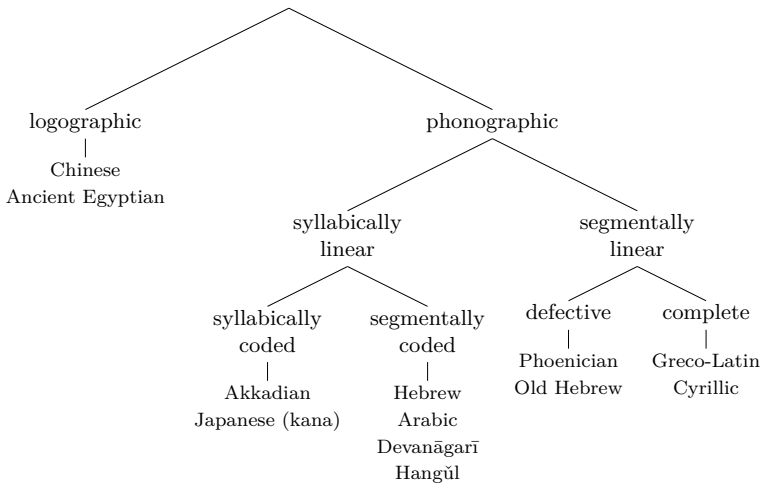 logographic
Chinese
Ancient Egyptian
phonographic
syllabically
linear
syllabically
coded
Akkadian
Japanese (kana)
segmentally
coded
Hebrew
Arabic
Devanāgarī
Hangŭl
segmentally
linear
defective
Phoenician
Old Hebrew
complete
Greco-Latin
Cyrillic